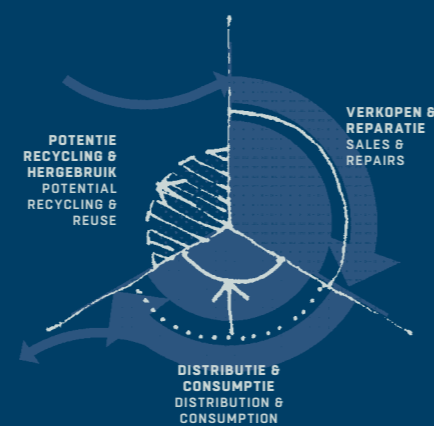 VERKOPEN &
REPARATIE
SALES &
REPAIRS
POTENTIE
RECYCLING &
HERGEBRUIK
POTENTIAL
RECYCLING &
REUSE
DISTRIBUTIE &
CONSUMPTIE
DISTRIBUTION &
CONSUMPTION